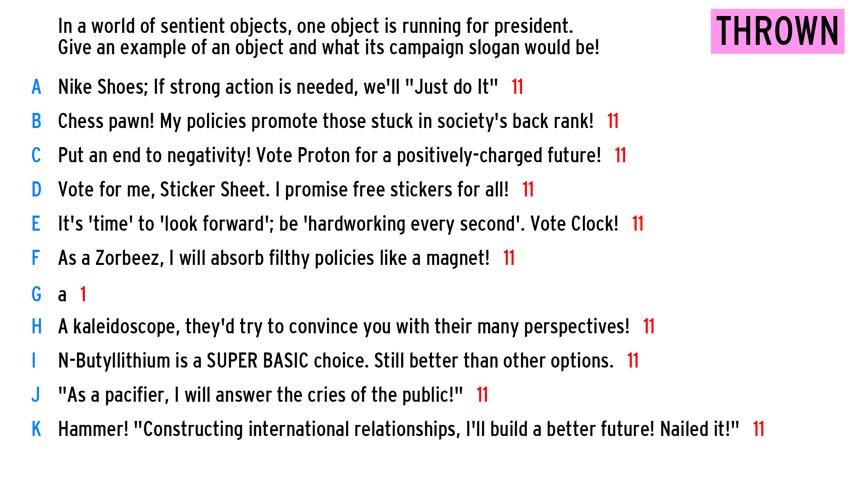 In a world of sentient objects, one object is running for president.
Give an example of an object and what its campaign slogan would be!
THROWN
A Nike Shoes; If strong action is needed, we'll "Just do It" 11
B Chess pawn! My policies promote those stuck in society's back rank! 11
C Put an end to negativity! Vote Proton for a positively-charged future! 11
D Vote for me, Sticker Sheet. I promise free stickers for all! 11
E It's 'time' to 'look forward'; be 'hardworking every second'. Vote Clock! 11
F As a Zorbeez, I will absorb filthy policies like a magnet! 11
G a 1
H A kaleidoscope, they'd try to convince you with their many perspectives! 11
I N-Butyllithium is a SUPER BASIC choice. Still better than other options. 11
J "As a pacifier, I will answer the cries of the public!" 11
K Hammer! "Constructing international relationships, I'll build a better future! Nailed it!" 11